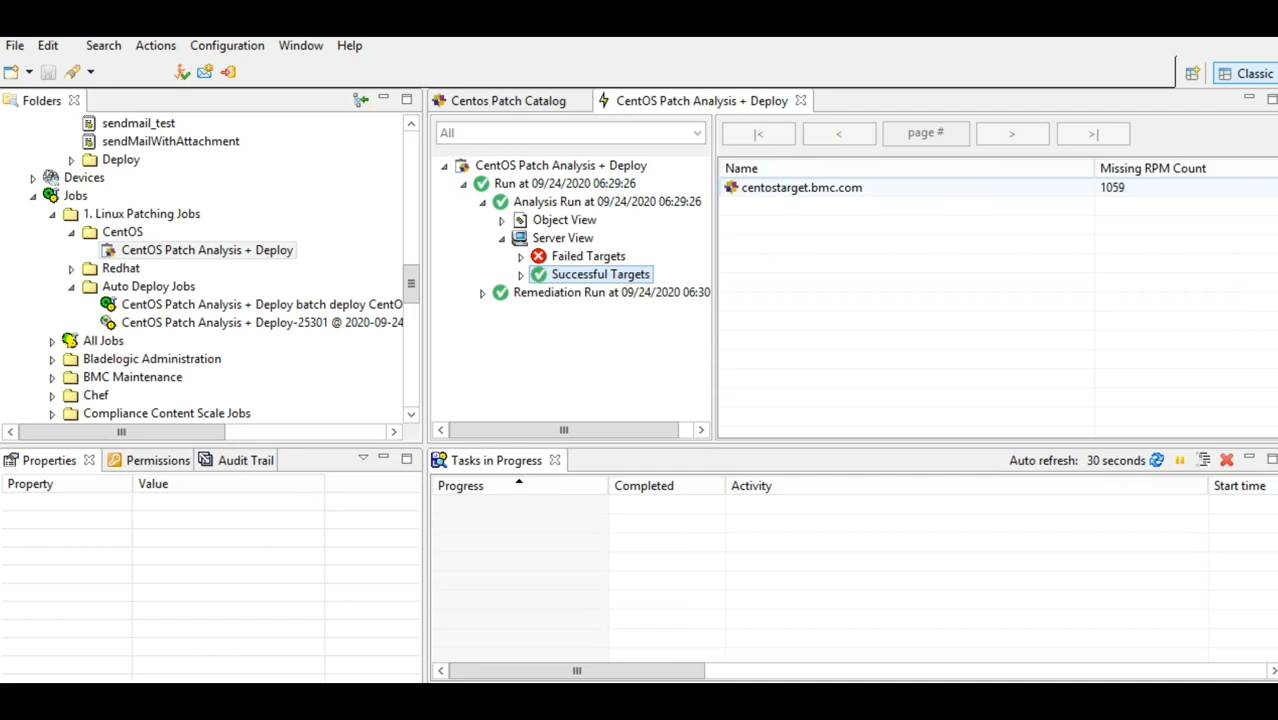 File Edit Search Actions Configuration Window Help
Classic
Folders
sendmail_test
sendMailWithAttachment
Deploy
Devices
Jobs
1. Linux Patching Jobs
CentOS
CentOS Patch Analysis + Deploy
Redhat
Auto Deploy Jobs
CentOS Patch Analysis + Deploy batch deploy CentO
CentOS Patch Analysis + Deploy-25301 @ 2020-09-24
All Jobs
Bladelogic Administration
BMC Maintenance
Chef
Compliance Content Scale Jobs
Centos Patch Catalog
CentOS Patch Analysis + Deploy
All
CentOS Patch Analysis + Deploy
Run at 09/24/2020 06:29:26
Analysis Run at 09/24/2020 06:29:26
Object View
Server View
Failed Targets
Successful Targets
Remediation Run at 09/24/2020 06:30
|< < page # > >|
Name Missing RPM Count
centostarget.bmc.com 1059
Properties Permissions Audit Trail
Property Value
Tasks in Progress
Auto refresh: 30 seconds
Progress Completed Activity Start time